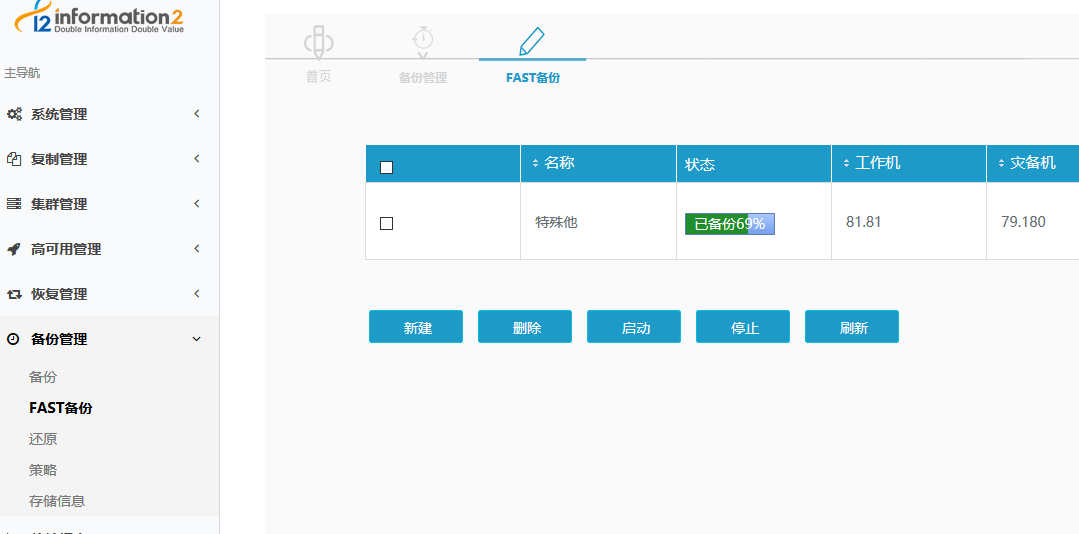 information2
Double Information Double Value
主导航
系统管理
复制管理
集群管理
高可用管理
恢复管理
备份管理
备份
FAST备份
还原
策略
存储信息
首页
备份管理
FAST备份
名称 状态 工作机 灾备机
特殊他 已备份69% 81.81 79.180
新建 删除 启动 停止 刷新